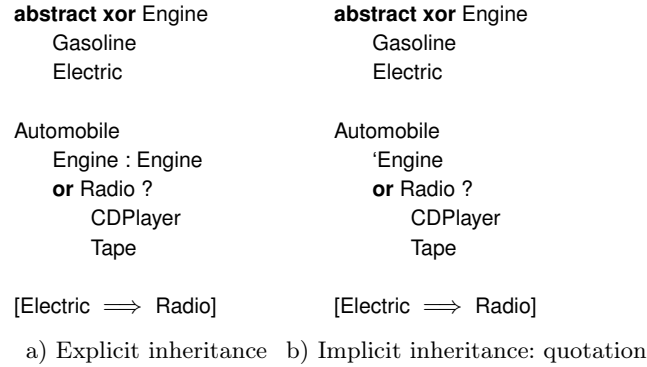 abstract xor Engine
Gasoline
Electric
Automobile
Engine : Engine
or Radio ?
CDPlayer
Tape
[Electric ⟹ Radio]
a) Explicit inheritance
abstract xor Engine
Gasoline
Electric
Automobile
‘Engine
or Radio ?
CDPlayer
Tape
[Electric ⟹ Radio]
b) Implicit inheritance: quotation